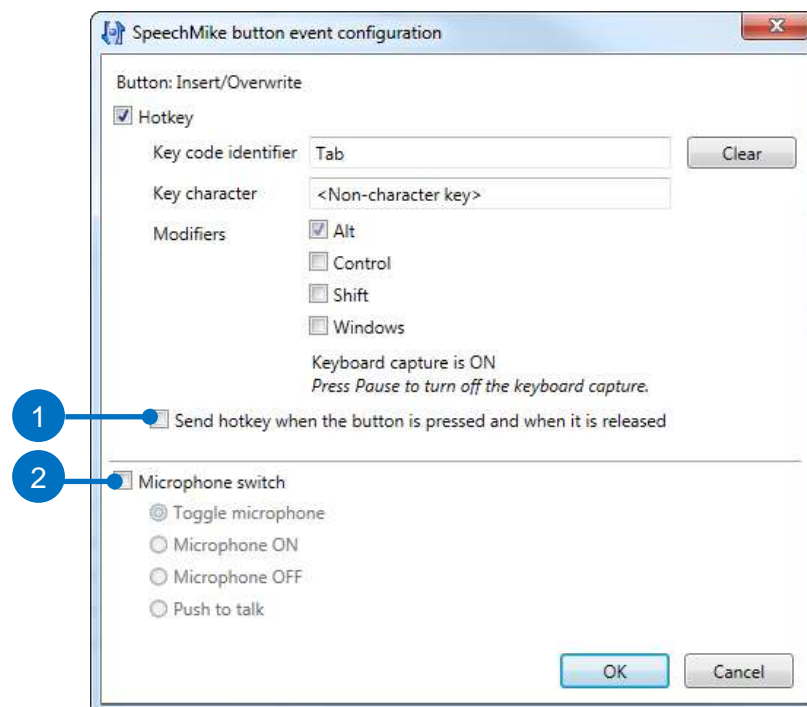 SpeechMike button event configuration
Button: Insert/Overwrite
Hotkey
Key code identifier Tab Clear
Key character <Non-character key>
Modifiers Alt
Control
Shift
Windows
Keyboard capture is ON
Press Pause to turn off the keyboard capture.
1 Send hotkey when the button is pressed and when it is released
2 Microphone switch
Toggle microphone
Microphone ON
Microphone OFF
Push to talk
OK Cancel